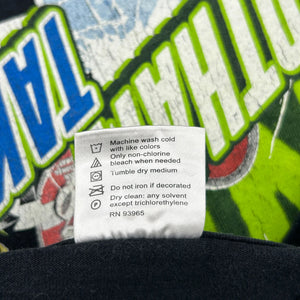 Machine wash cold
with like colors
Only non-chlorine
bleach when needed
Tumble dry medium
Do not iron if decorated
Dry clean: any solvent
except trichlorethylene
RN 93965